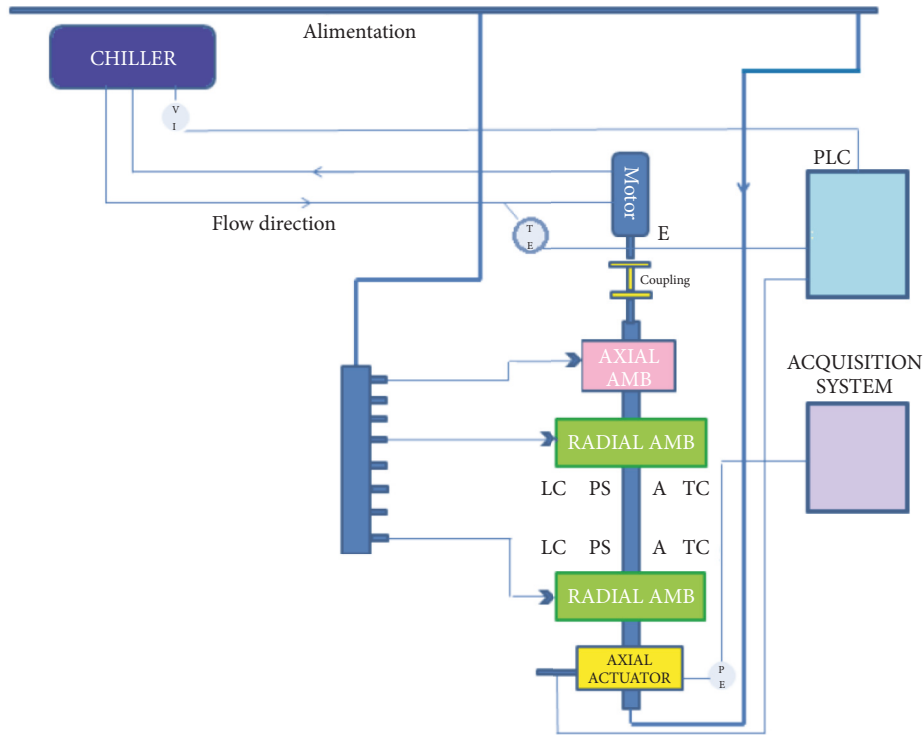 Alimentation
CHILLER
V
I
PLC
Motor
Flow direction
T
E
E
Coupling
AXIAL
AMB
ACQUISITION
SYSTEM
RADIAL AMB
LC PS A TC
LC PS A TC
RADIAL AMB
AXIAL
ACTUATOR
P
E